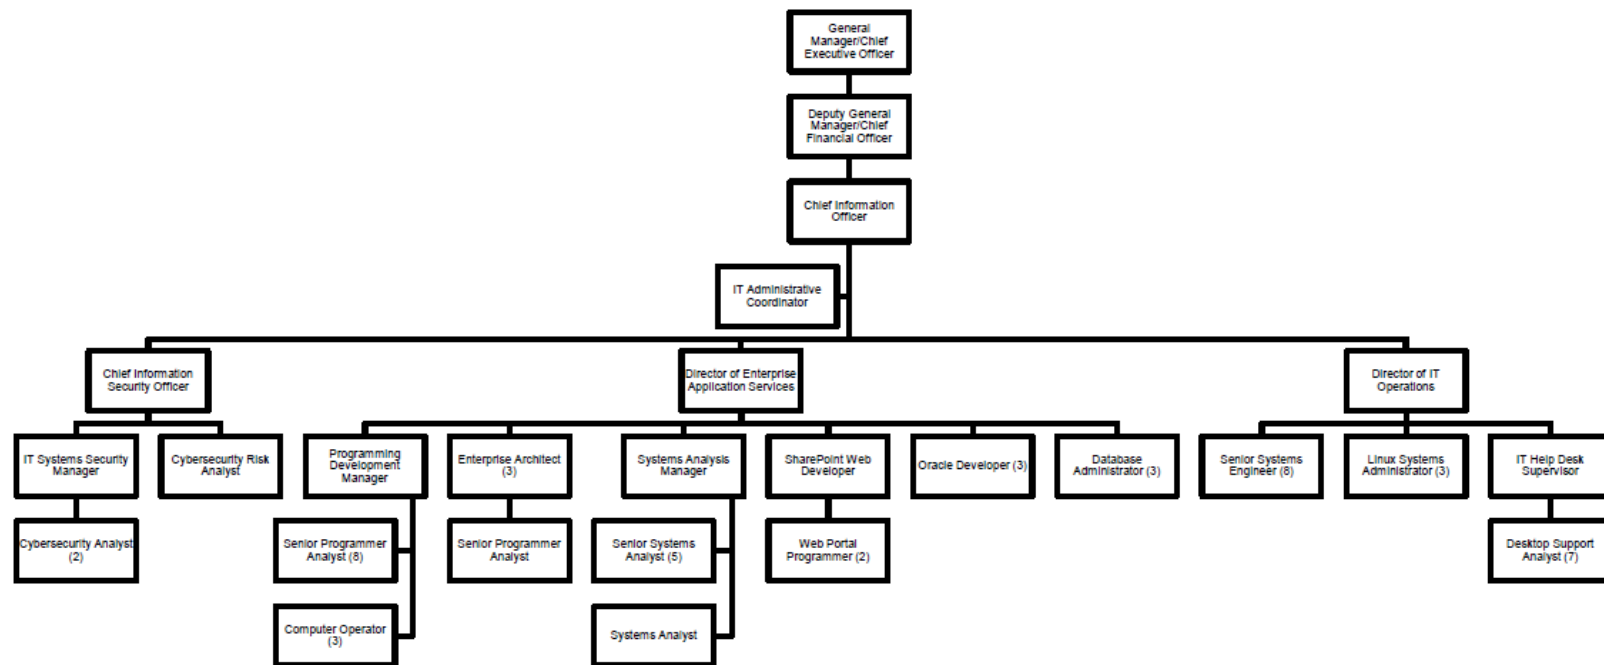 General
Manager/Chief
Executive Officer
Deputy General
Manager/Chief
Financial Officer
Chief Information
Officer
IT Administrative
Coordinator
Chief Information
Security Officer
Director of Enterprise
Application Services
Director of IT
Operations
IT Systems Security
Manager
Cybersecurity Risk
Analyst
Programming
Development
Manager
Enterprise Architect
(3)
Systems Analysis
Manager
SharePoint Web
Developer
Oracle Developer (3)
Database
Administrator (3)
Senior Systems
Engineer (8)
Linux Systems
Administrator (3)
IT Help Desk
Supervisor
Cybersecurity Analyst
(2)
Senior Programmer
Analyst (8)
Senior Programmer
Analyst
Senior Systems
Analyst (5)
Web Portal
Programmer (2)
Desktop Support
Analyst (7)
Computer Operator
(3)
Systems Analyst